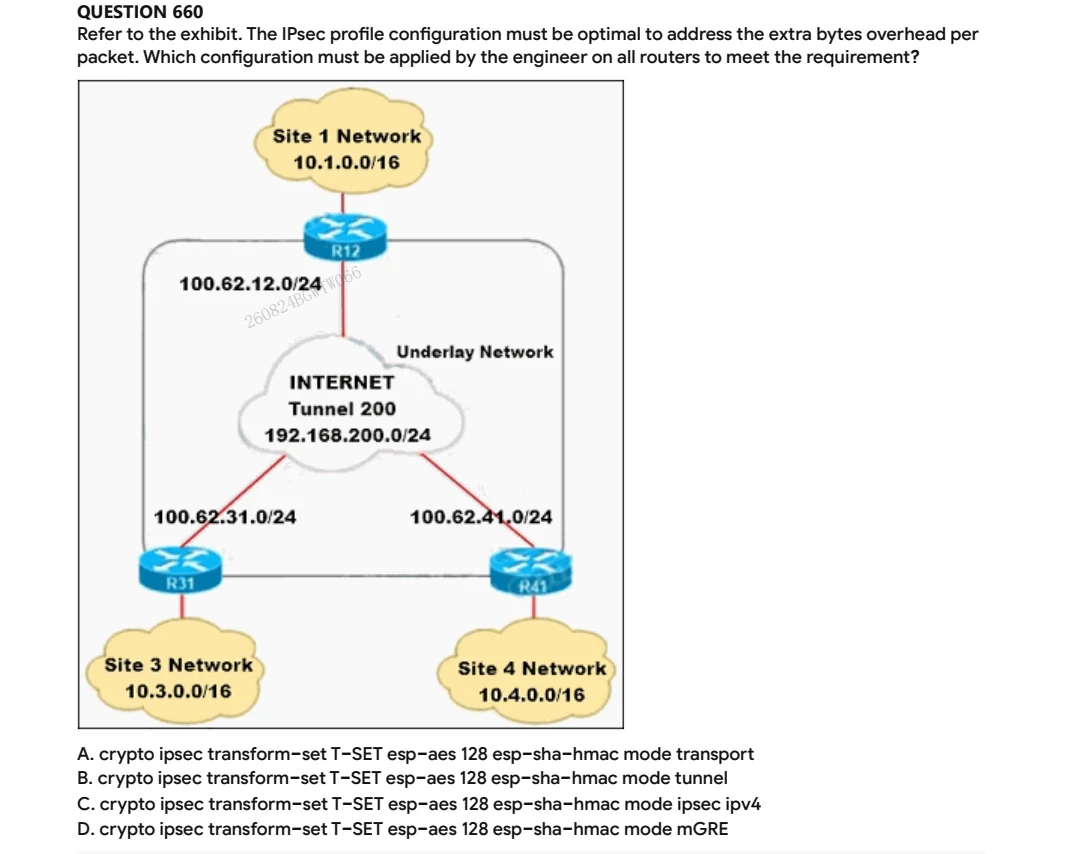 QUESTION 660
Refer to the exhibit. The IPsec profile configuration must be optimal to address the extra bytes overhead per
packet. Which configuration must be applied by the engineer on all routers to meet the requirement?
Site 1 Network
10.1.0.0/16
R12
100.62.12.0/24
Underlay Network
INTERNET
Tunnel 200
192.168.200.0/24
100.62.31.0/24
100.62.41.0/24
R31
R41
Site 3 Network
10.3.0.0/16
Site 4 Network
10.4.0.0/16
A. crypto ipsec transform-set T-SET esp-aes 128 esp-sha-hmac mode transport
B. crypto ipsec transform-set T-SET esp-aes 128 esp-sha-hmac mode tunnel
C. crypto ipsec transform-set T-SET esp-aes 128 esp-sha-hmac mode ipsec ipv4
D. crypto ipsec transform-set T-SET esp-aes 128 esp-sha-hmac mode mGRE